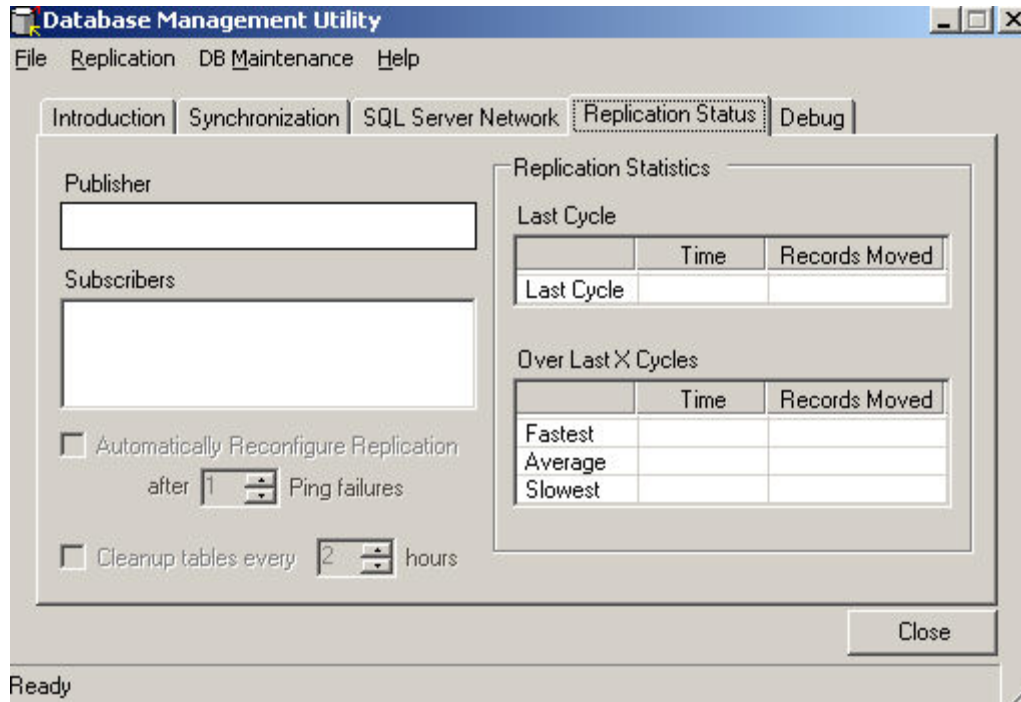 Database Management Utility
File Replication DB Maintenance Help
Introduction Synchronization SQL Server Network Replication Status Debug
Publisher
Subscribers
Automatically Reconfigure Replication
after 1 Ping failures
Cleanup tables every 2 hours
Replication Statistics
Last Cycle
Time Records Moved
Last Cycle
Over Last X Cycles
Time Records Moved
Fastest
Average
Slowest
Close
Ready